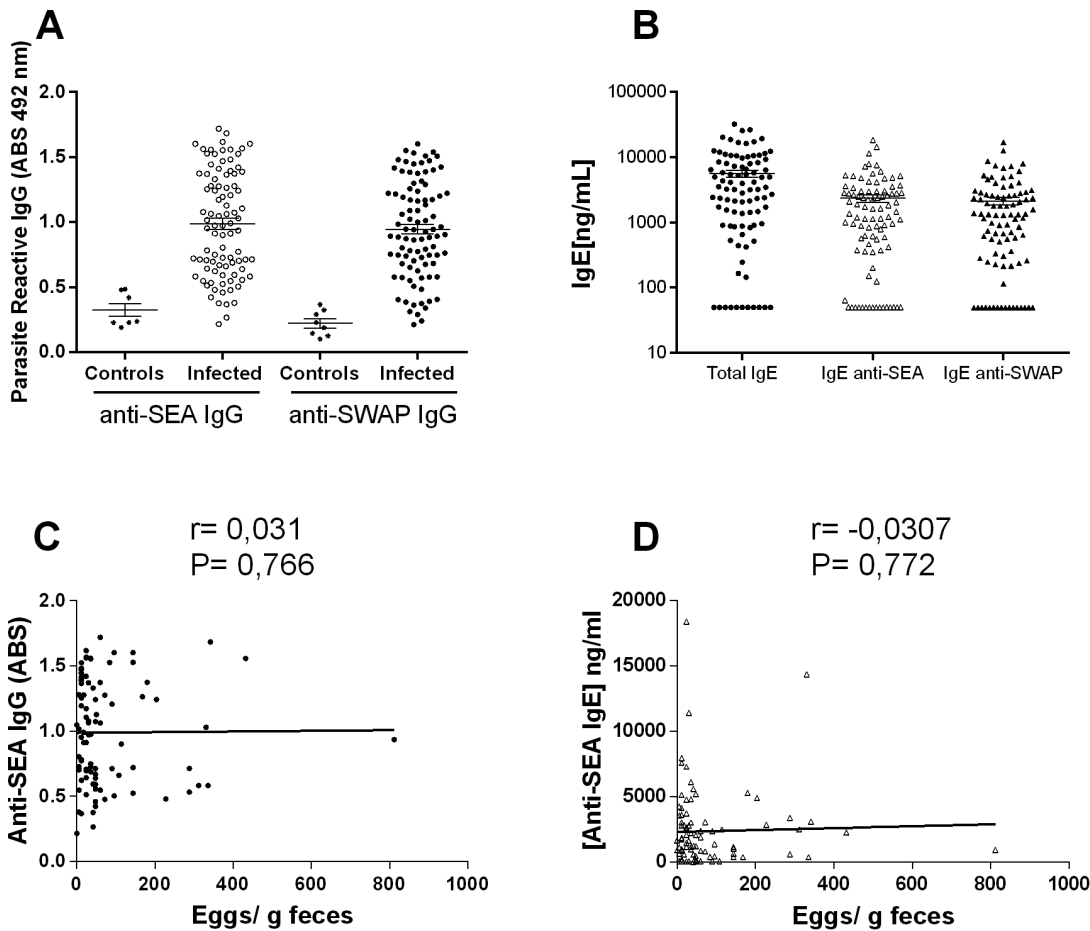 A
Parasite Reactive IgG (ABS 492 nm)
2.0
1.5
1.0
0.5
0.0
Controls Infected Controls Infected
anti-SEA IgG anti-SWAP IgG
B
IgE[ng/mL]
100000
10000
1000
100
10
Total IgE IgE anti-SEA IgE anti-SWAP
C
r= 0,031
P= 0,766
Anti-SEA IgG (ABS)
2.0
1.5
1.0
0.5
0.0
0 200 400 600 800 1000
Eggs/ g feces
D
r= -0,0307
P= 0,772
[Anti-SEA IgE] ng/ml
20000
15000
10000
5000
0
0 200 400 600 800 1000
Eggs/ g feces